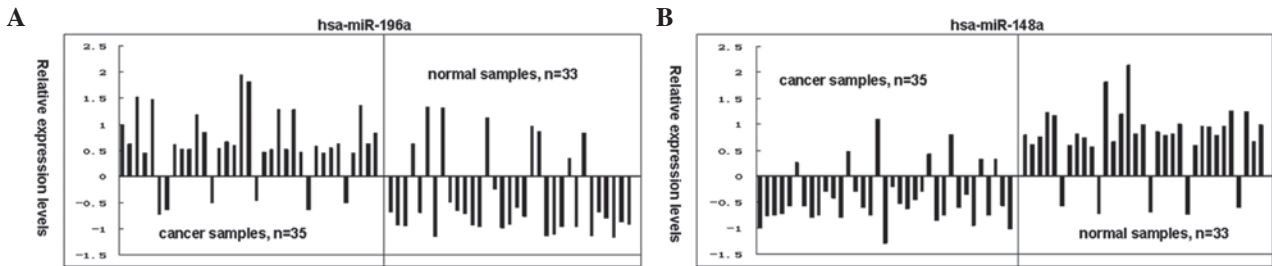 A
hsa-miR-196a
Relative expression levels
2.5
2
1.5
1
0.5
0
-0.5
-1
-1.5
normal samples, n=33
cancer samples, n=35
B
hsa-miR-148a
Relative expression levels
2.5
2
1.5
1
0.5
0
-0.5
-1
-1.5
cancer samples, n=35
normal samples, n=33